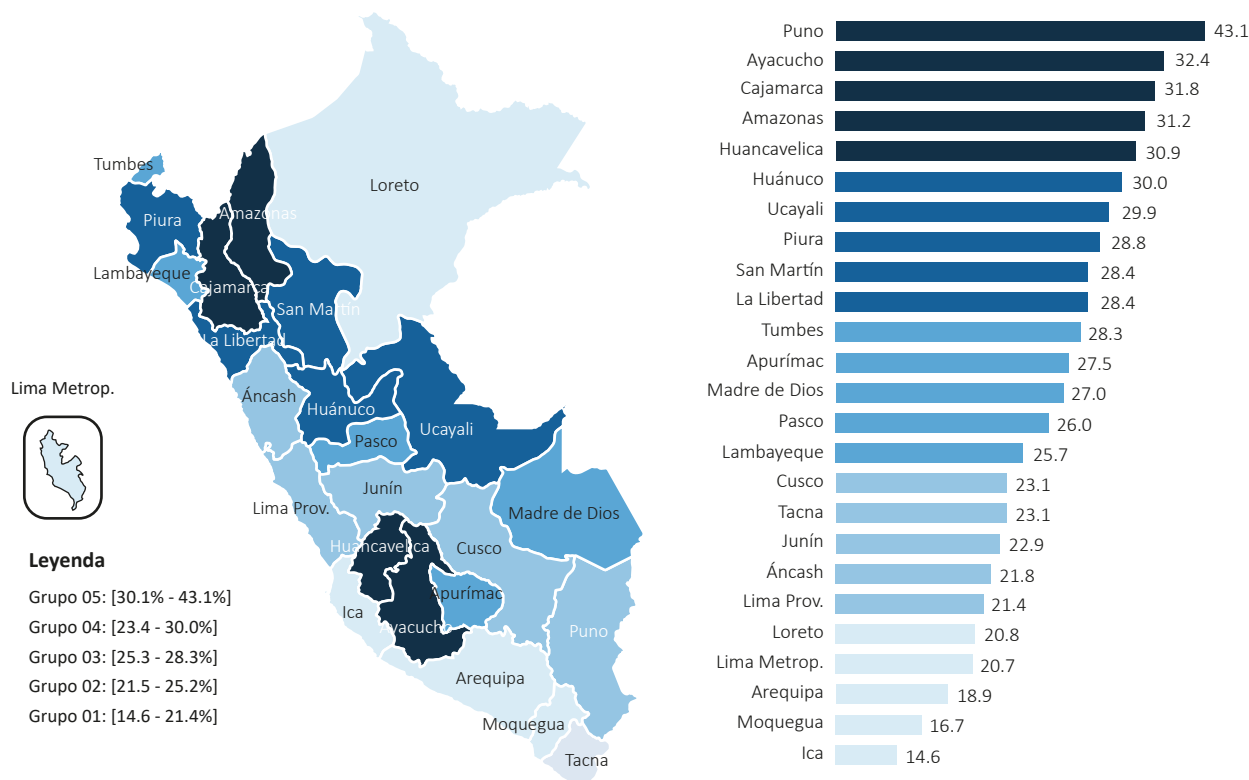 Tumbes
Piura
Amazonas
Loreto
Lambayeque
Cajamarca
San Martín
La Libertad
Áncash
Huánuco
Ucayali
Pasco
Lima Metrop.
Junín
Lima Prov.
Madre de Dios
Huancavelica
Cusco
Ica
Apurímac
Ayacucho
Puno
Arequipa
Moquegua
Tacna
Leyenda
Grupo 05: [30.1% - 43.1%]
Grupo 04: [23.4 - 30.0%]
Grupo 03: [25.3 - 28.3%]
Grupo 02: [21.5 - 25.2%]
Grupo 01: [14.6 - 21.4%]
Puno 43.1
Ayacucho 32.4
Cajamarca 31.8
Amazonas 31.2
Huancavelica 30.9
Huánuco 30.0
Ucayali 29.9
Piura 28.8
San Martín 28.4
La Libertad 28.4
Tumbes 28.3
Apurímac 27.5
Madre de Dios 27.0
Pasco 26.0
Lambayeque 25.7
Cusco 23.1
Tacna 23.1
Junín 22.9
Áncash 21.8
Lima Prov. 21.4
Loreto 20.8
Lima Metrop. 20.7
Arequipa 18.9
Moquegua 16.7
Ica 14.6